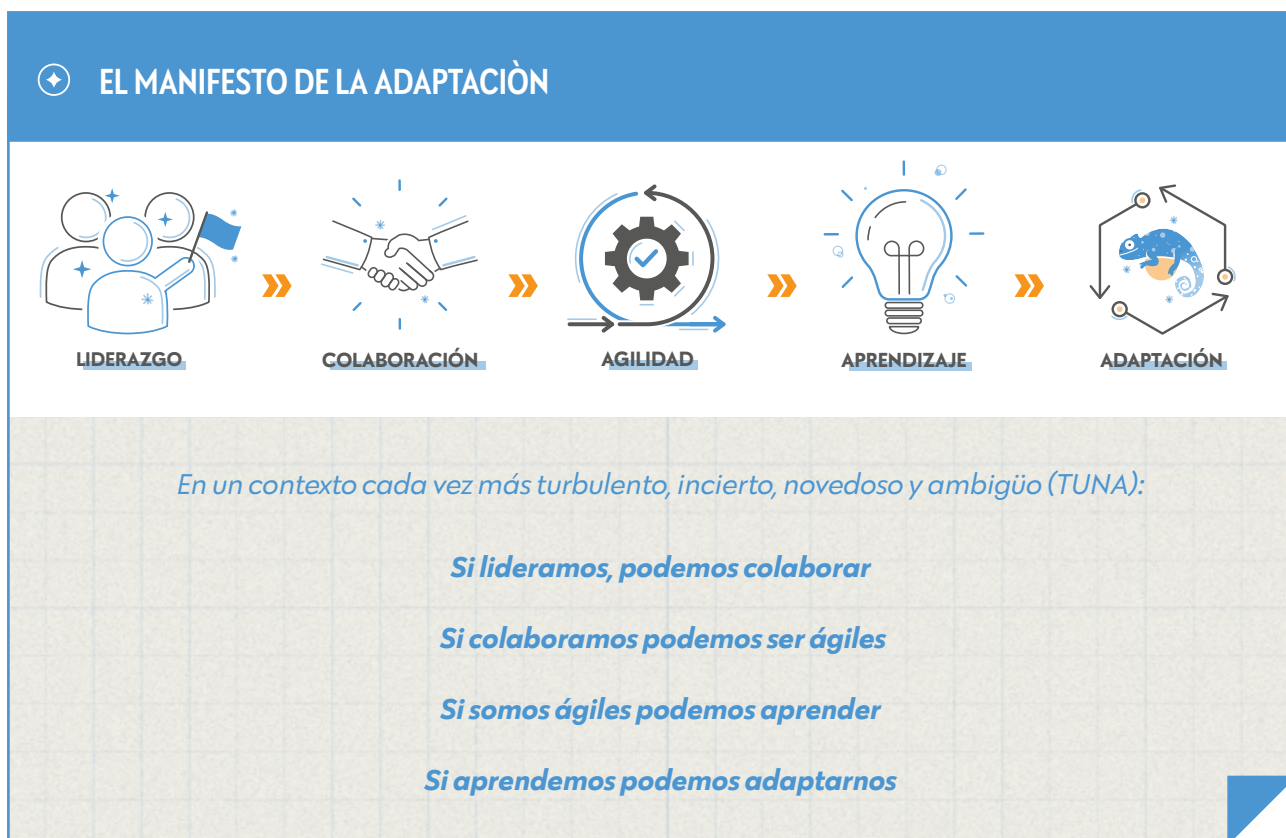 EL MANIFESTO DE LA ADAPTACIÒN
LIDERAZGO
COLABORACIÓN
AGILIDAD
APRENDIZAJE
ADAPTACIÓN
En un contexto cada vez más turbulento, incierto, novedoso y ambigüo (TUNA):
Si lideramos, podemos colaborar
Si colaboramos podemos ser ágiles
Si somos ágiles podemos aprender
Si aprendemos podemos adaptarnos